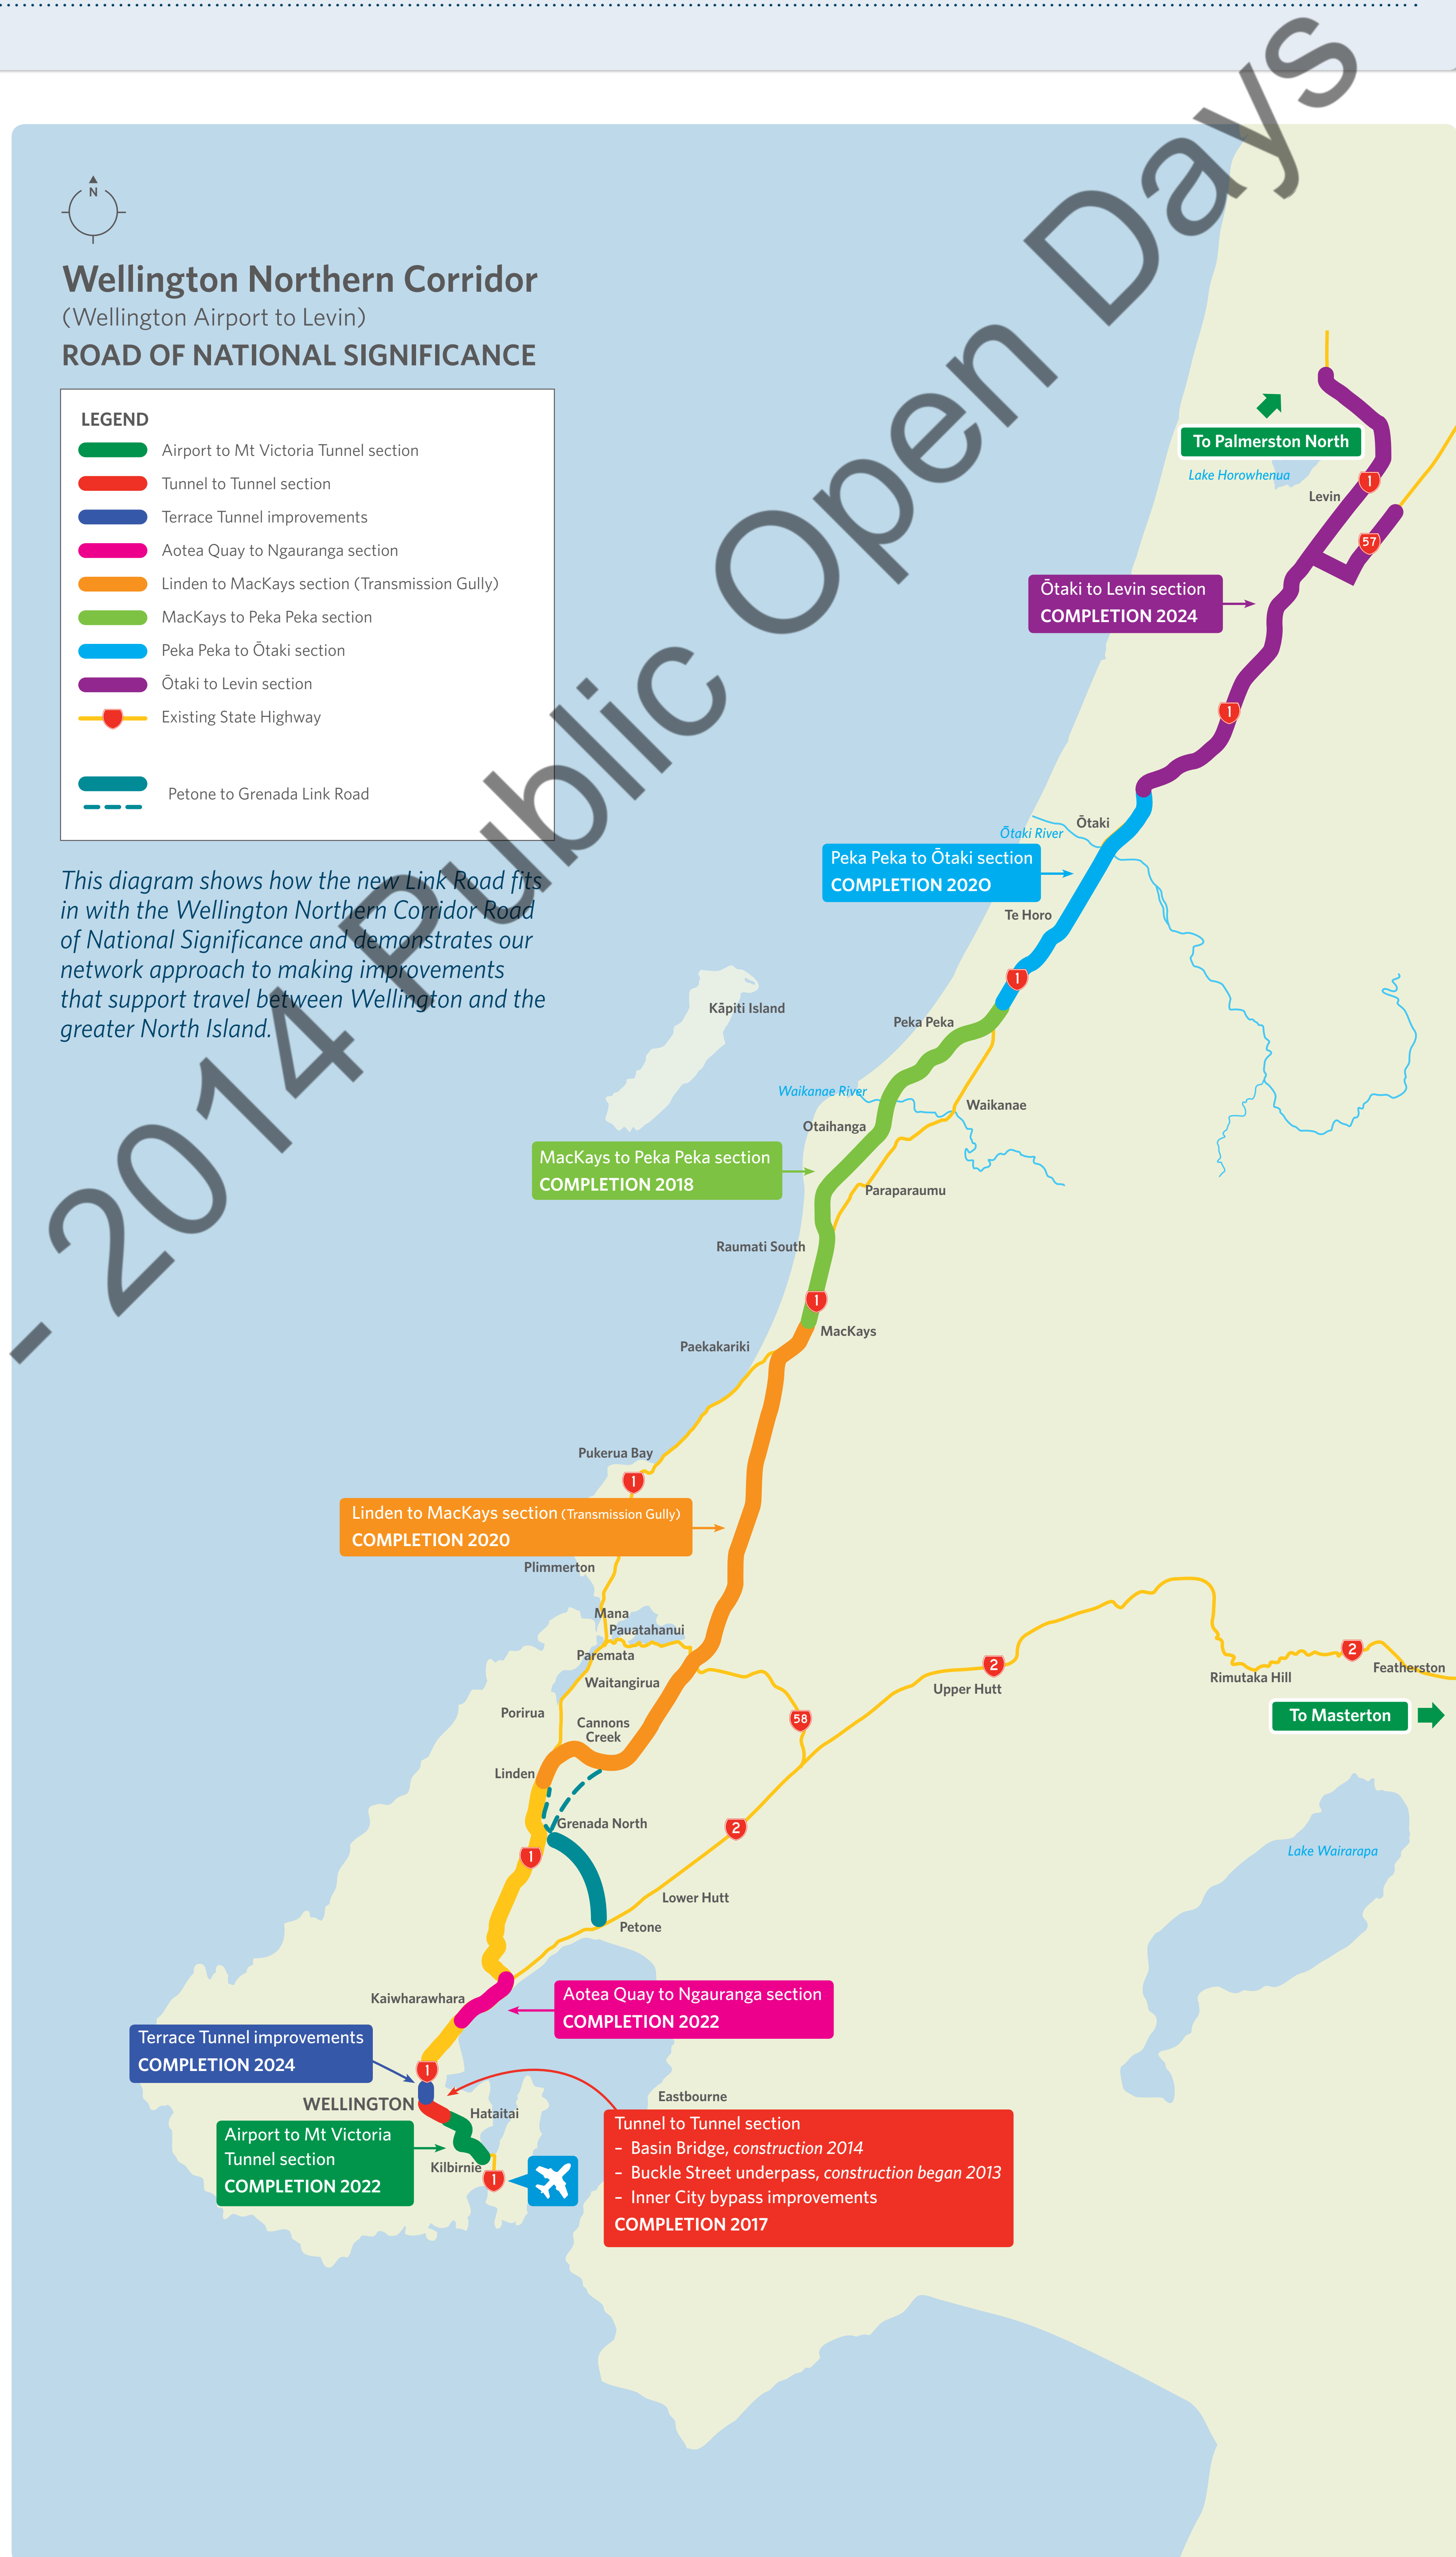 - 2014 Public Open Days
N
Wellington Northern Corridor
(Wellington Airport to Levin)
ROAD OF NATIONAL SIGNIFICANCE
LEGEND
Airport to Mt Victoria Tunnel section
Tunnel to Tunnel section
Terrace Tunnel improvements
Aotea Quay to Ngauranga section
Linden to MacKays section (Transmission Gully)
MacKays to Peka Peka section
Peka Peka to Ōtaki section
Ōtaki to Levin section
Existing State Highway
Petone to Grenada Link Road
This diagram shows how the new Link Road fits
in with the Wellington Northern Corridor Road
of National Significance and demonstrates our
network approach to making improvements
that support travel between Wellington and the
greater North Island.
To Palmerston North
Lake Horowhenua
1
Levin
57
Ōtaki to Levin section
COMPLETION 2024
1
Ōtaki
Ōtaki River
Peka Peka to Ōtaki section
COMPLETION 2020
Te Horo
1
Kāpiti Island
Peka Peka
Waikanae River
Waikanae
Otaihanga
MacKays to Peka Peka section
COMPLETION 2018
Paraparaumu
Raumati South
1
MacKays
Paekakariki
Pukerua Bay
1
Linden to MacKays section (Transmission Gully)
COMPLETION 2020
Plimmerton
Mana
Pauatahanui
Paremata
Waitangirua
2
2
Featherston
Rimutaka Hill
Upper Hutt
To Masterton
Porirua
58
Cannons
Creek
Linden
Grenada North
2
1
Lake Wairarapa
Lower Hutt
Petone
Kaiwharawhara
Aotea Quay to Ngauranga section
COMPLETION 2022
Terrace Tunnel improvements
COMPLETION 2024
1
Eastbourne
WELLINGTON
Hataitai
Tunnel to Tunnel section
– Basin Bridge, construction 2014
– Buckle Street underpass, construction began 2013
– Inner City bypass improvements
COMPLETION 2017
Airport to Mt Victoria
Tunnel section
COMPLETION 2022
Kilbirnie
1